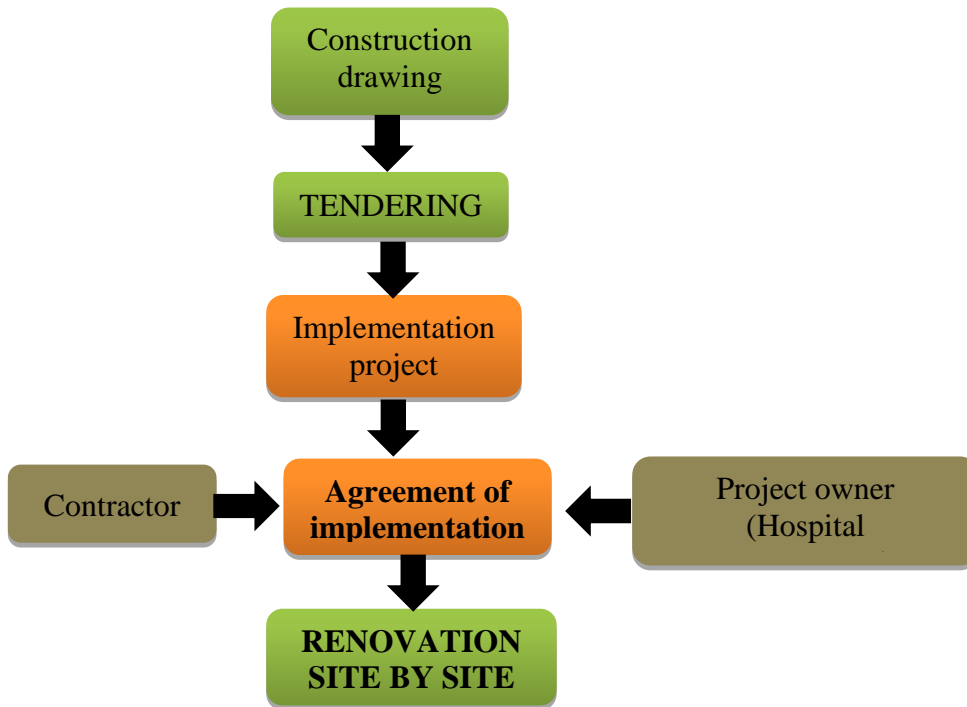 Construction
drawing
TENDERING
Implementation
project
Contractor
Agreement of
implementation
Project owner
(Hospital
RENOVATION
SITE BY SITE